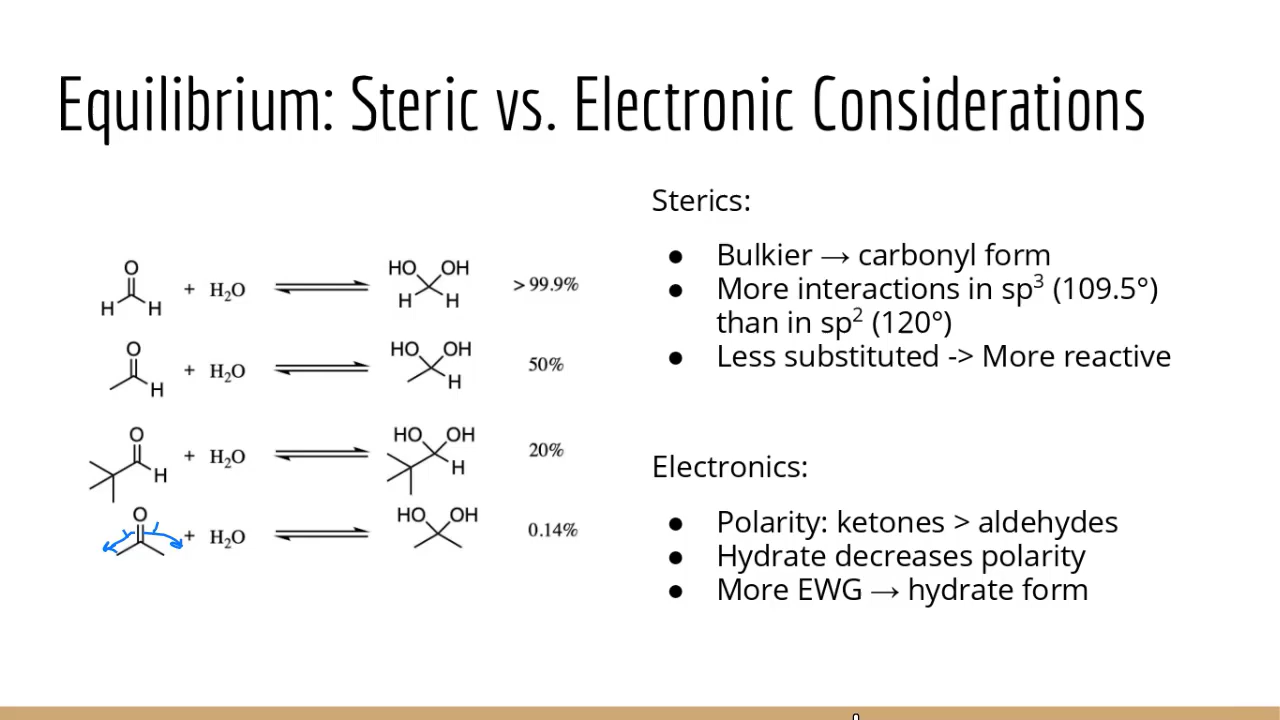 Equilibrium: Steric vs. Electronic Considerations
Sterics:
● Bulkier → carbonyl form
● More interactions in sp³ (109.5°)
than in sp² (120°)
● Less substituted -> More reactive
Electronics:
● Polarity: ketones > aldehydes
● Hydrate decreases polarity
● More EWG → hydrate form
O
H H + H₂O HO OH
H H > 99.9%
O
H + H₂O HO OH
H 50%
O
H + H₂O HO OH
H 20%
O
+ H₂O HO OH 0.14%